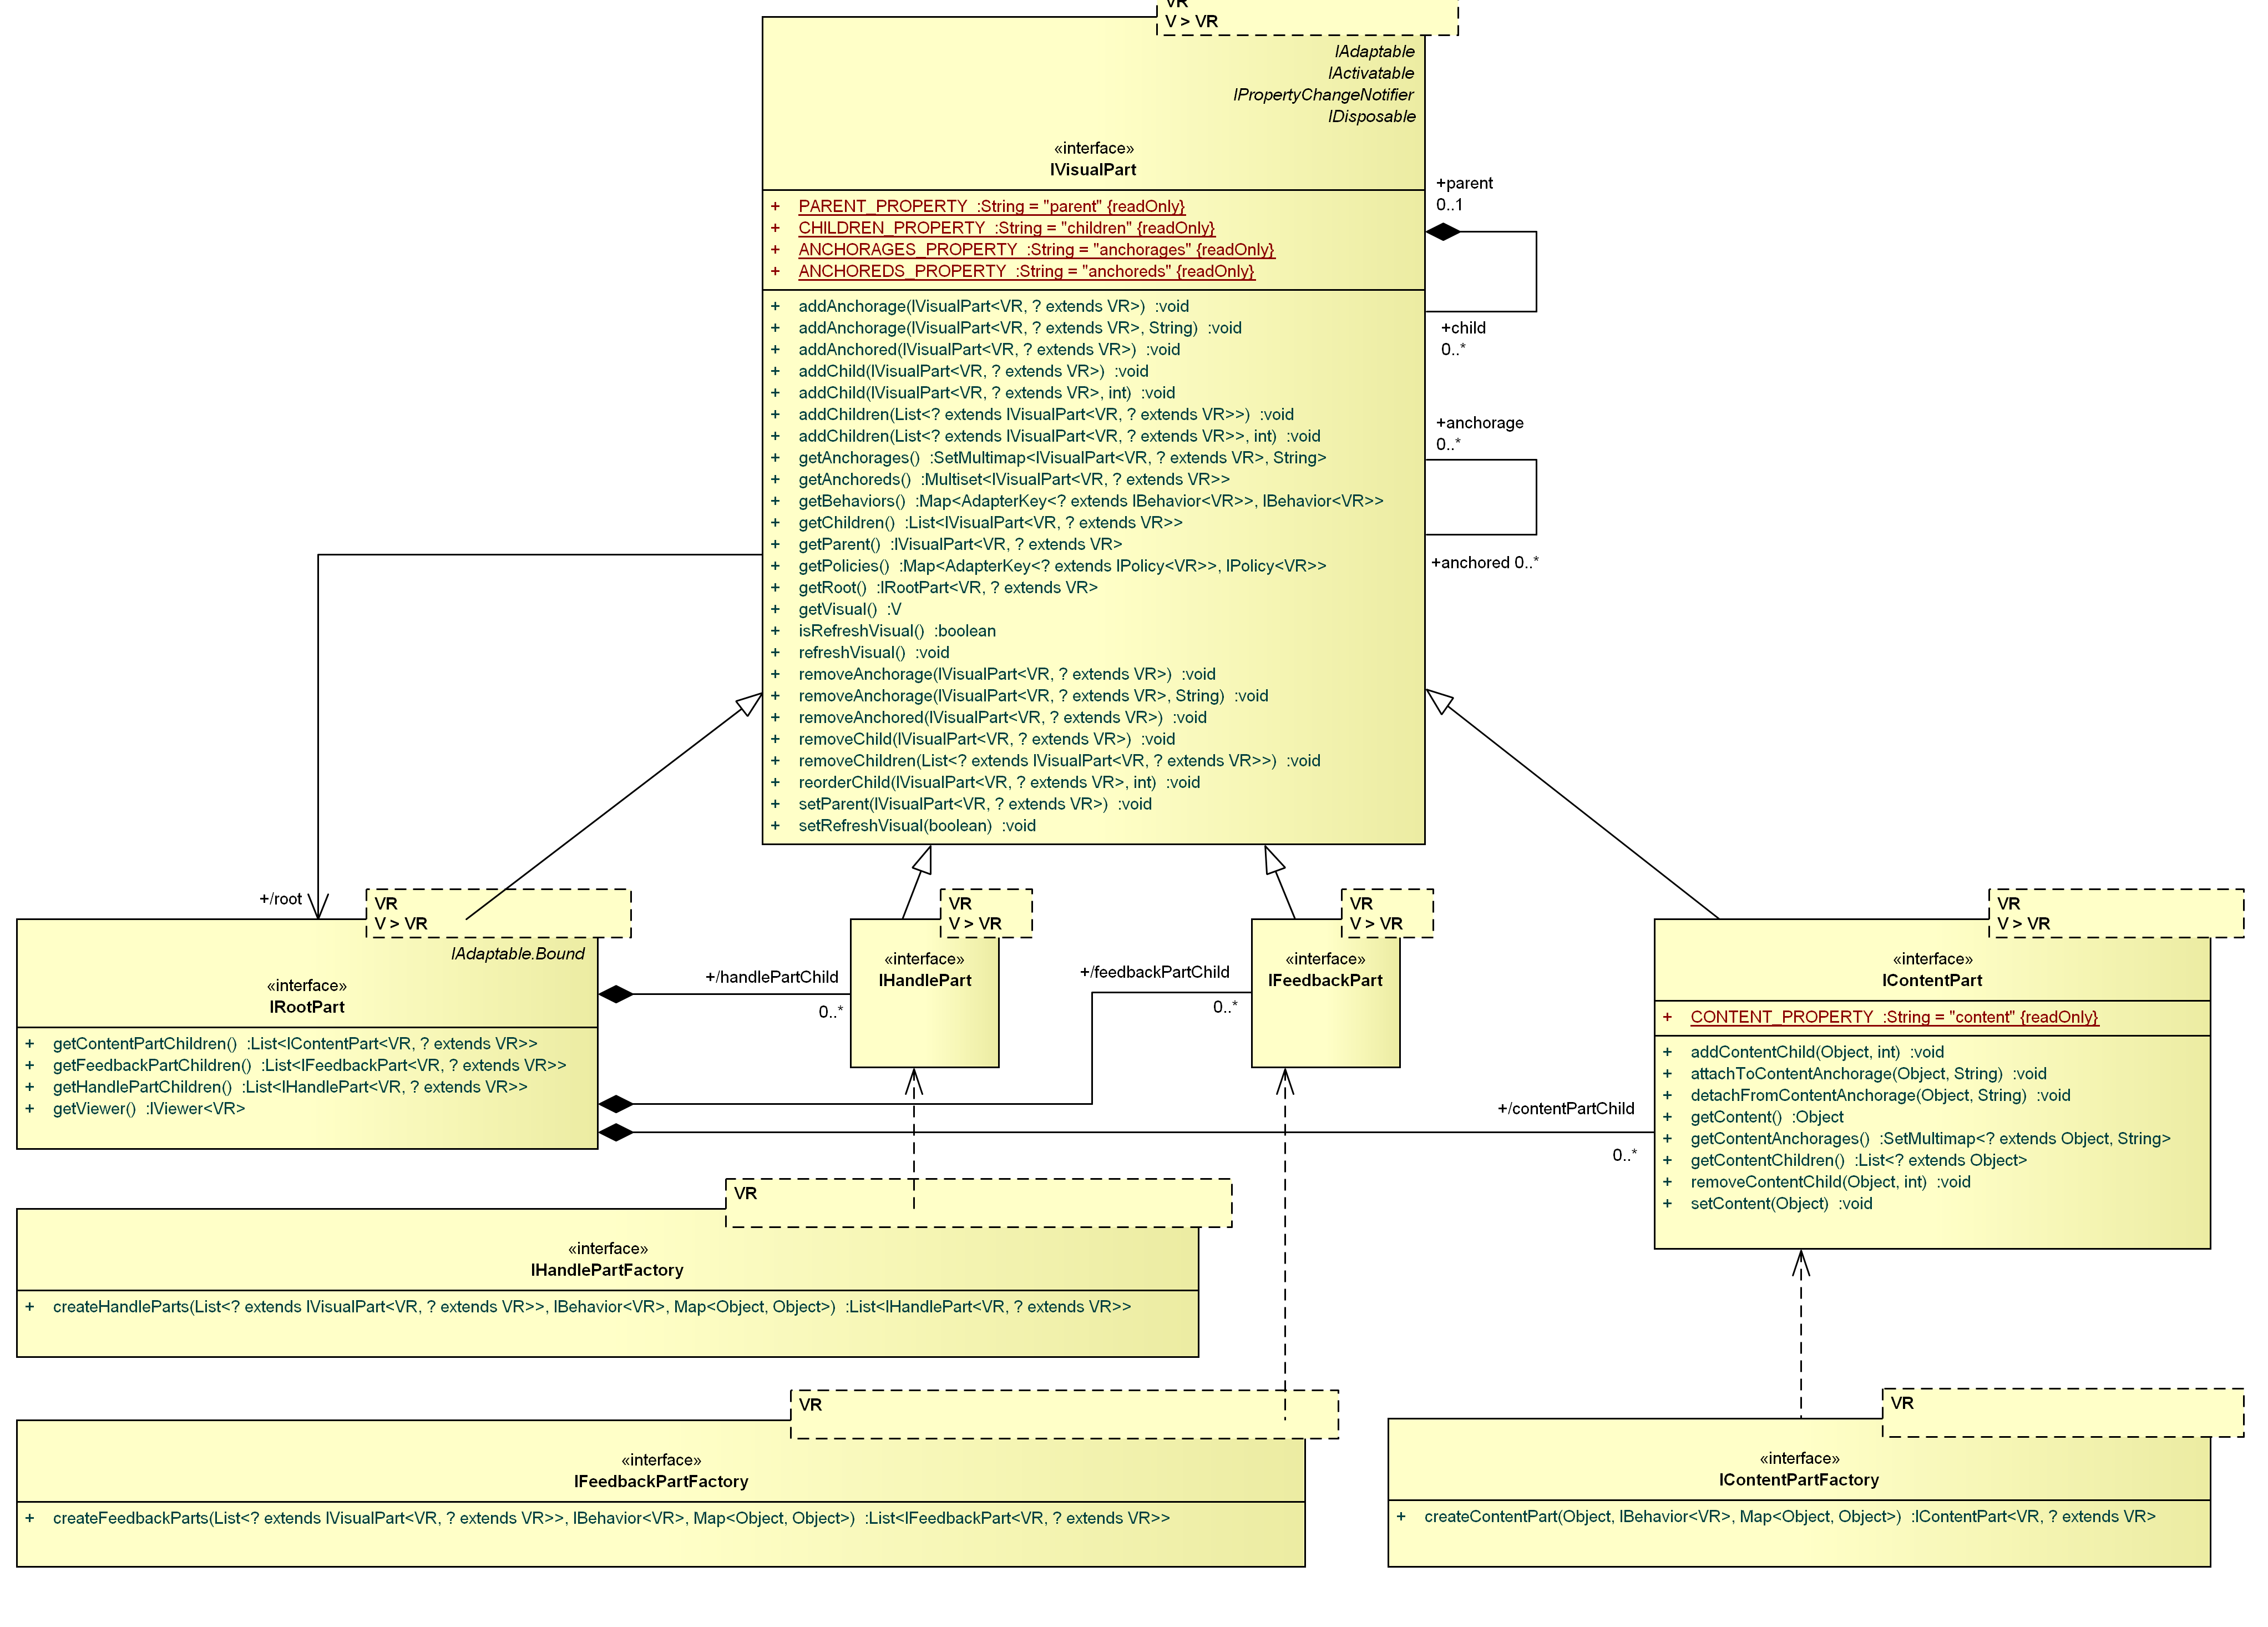 VR
V > VR
IAdaptable
IActivatable
IPropertyChangeNotifier
IDisposable
«interface»
IVisualPart
+ PARENT_PROPERTY :String = "parent" {readOnly}
+ CHILDREN_PROPERTY :String = "children" {readOnly}
+ ANCHORAGES_PROPERTY :String = "anchorages" {readOnly}
+ ANCHOREDS_PROPERTY :String = "anchoreds" {readOnly}
+ addAnchorage(IVisualPart<VR, ? extends VR>) :void
+ addAnchorage(IVisualPart<VR, ? extends VR>, String) :void
+ addAnchored(IVisualPart<VR, ? extends VR>) :void
+ addChild(IVisualPart<VR, ? extends VR>) :void
+ addChild(IVisualPart<VR, ? extends VR>, int) :void
+ addChildren(List<? extends IVisualPart<VR, ? extends VR>>) :void
+ addChildren(List<? extends IVisualPart<VR, ? extends VR>>, int) :void
+ getAnchorages() :SetMultimap<IVisualPart<VR, ? extends VR>, String>
+ getAnchoreds() :Multiset<IVisualPart<VR, ? extends VR>>
+ getBehaviors() :Map<AdapterKey<? extends IBehavior<VR>>, IBehavior<VR>>
+ getChildren() :List<IVisualPart<VR, ? extends VR>>
+ getParent() :IVisualPart<VR, ? extends VR>
+ getPolicies() :Map<AdapterKey<? extends IPolicy<VR>>, IPolicy<VR>>
+ getRoot() :IRootPart<VR, ? extends VR>
+ getVisual() :V
+ isRefreshVisual() :boolean
+ refreshVisual() :void
+ removeAnchorage(IVisualPart<VR, ? extends VR>) :void
+ removeAnchorage(IVisualPart<VR, ? extends VR>, String) :void
+ removeAnchored(IVisualPart<VR, ? extends VR>) :void
+ removeChild(IVisualPart<VR, ? extends VR>) :void
+ removeChildren(List<? extends IVisualPart<VR, ? extends VR>>) :void
+ reorderChild(IVisualPart<VR, ? extends VR>, int) :void
+ setParent(IVisualPart<VR, ? extends VR>) :void
+ setRefreshVisual(boolean) :void
+parent
0..1
+child
0..*
+anchorage
0..*
+anchored 0..*
+/root
VR
V > VR
IAdaptable.Bound
«interface»
IRootPart
+ getContentPartChildren() :List<IContentPart<VR, ? extends VR>>
+ getFeedbackPartChildren() :List<IFeedbackPart<VR, ? extends VR>>
+ getHandlePartChildren() :List<IHandlePart<VR, ? extends VR>>
+ getViewer() :IViewer<VR>
+/handlePartChild
0..*
VR
V > VR
«interface»
IHandlePart
+/feedbackPartChild
0..*
VR
V > VR
«interface»
IFeedbackPart
+/contentPartChild
0..*
VR
V > VR
«interface»
IContentPart
+ CONTENT_PROPERTY :String = "content" {readOnly}
+ addContentChild(Object, int) :void
+ attachToContentAnchorage(Object, String) :void
+ detachFromContentAnchorage(Object, String) :void
+ getContent() :Object
+ getContentAnchorages() :SetMultimap<? extends Object, String>
+ getContentChildren() :List<? extends Object>
+ removeContentChild(Object, int) :void
+ setContent(Object) :void
VR
«interface»
IHandlePartFactory
+ createHandleParts(List<? extends IVisualPart<VR, ? extends VR>>, IBehavior<VR>, Map<Object, Object>) :List<IHandlePart<VR, ? extends VR>>
VR
«interface»
IFeedbackPartFactory
+ createFeedbackParts(List<? extends IVisualPart<VR, ? extends VR>>, IBehavior<VR>, Map<Object, Object>) :List<IFeedbackPart<VR, ? extends VR>>
VR
«interface»
IContentPartFactory
+ createContentPart(Object, IBehavior<VR>, Map<Object, Object>) :IContentPart<VR, ? extends VR>